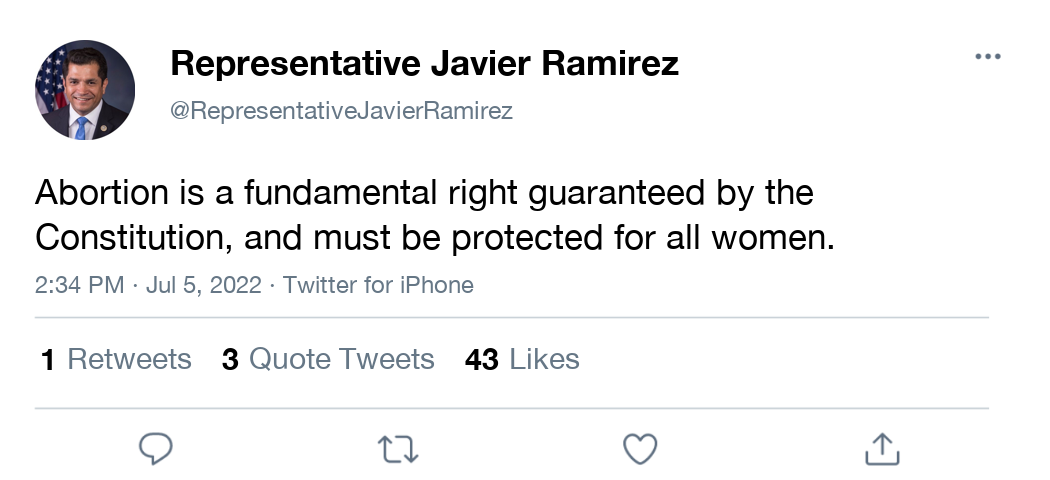 Representative Javier Ramirez
@RepresentativeJavierRamirez
Abortion is a fundamental right guaranteed by the
Constitution, and must be protected for all women.
2:34 PM · Jul 5, 2022 · Twitter for iPhone
1 Retweets 3 Quote Tweets 43 Likes